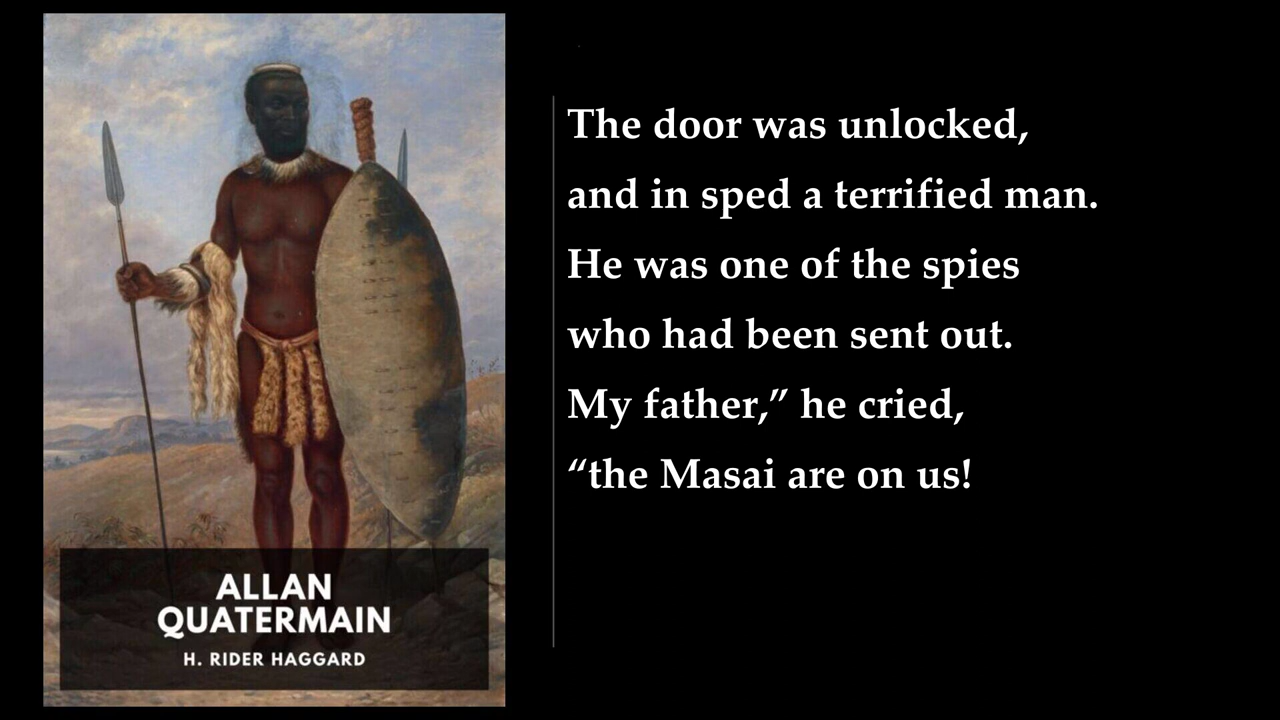 The door was unlocked,
and in sped a terrified man.
He was one of the spies
who had been sent out.
My father,” he cried,
“the Masai are on us!
ALLAN
QUATERMAIN
H. RIDER HAGGARD